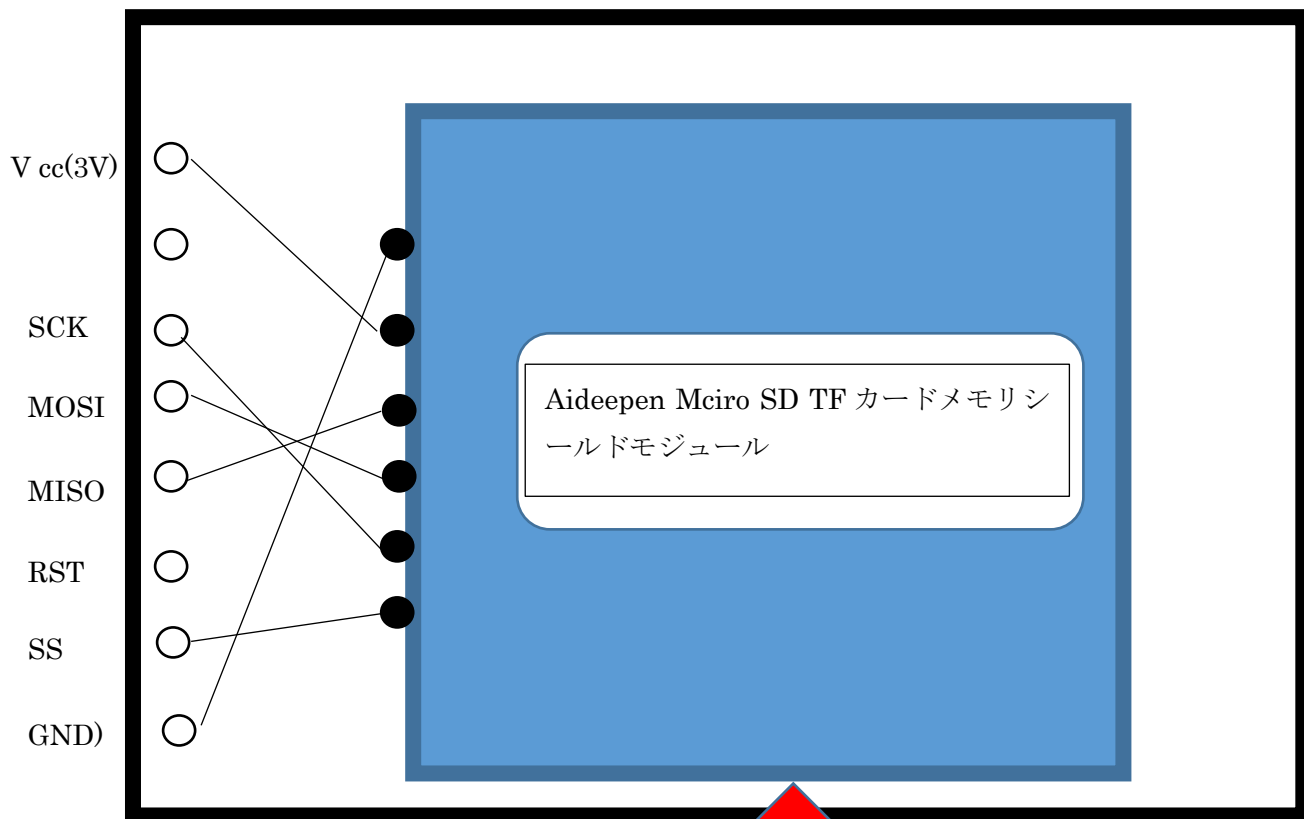 V cc(3V)
SCK
MOSI
MISO
RST
SS
GND)
Aideepen Mciro SD TF カードメモリシ
ールドモジュール